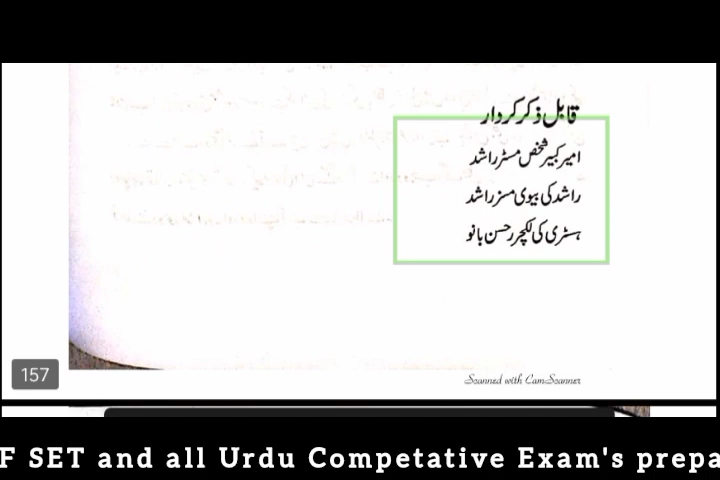 قابل ذکر کردار
امیر کبیر شخص مسٹر راشد
راشد کی بیوی مسز راشد
ہسٹری کی لکچرر حسن بانو
157
Scanned with CamScanner
F SET and all Urdu Competative Exam's prepa